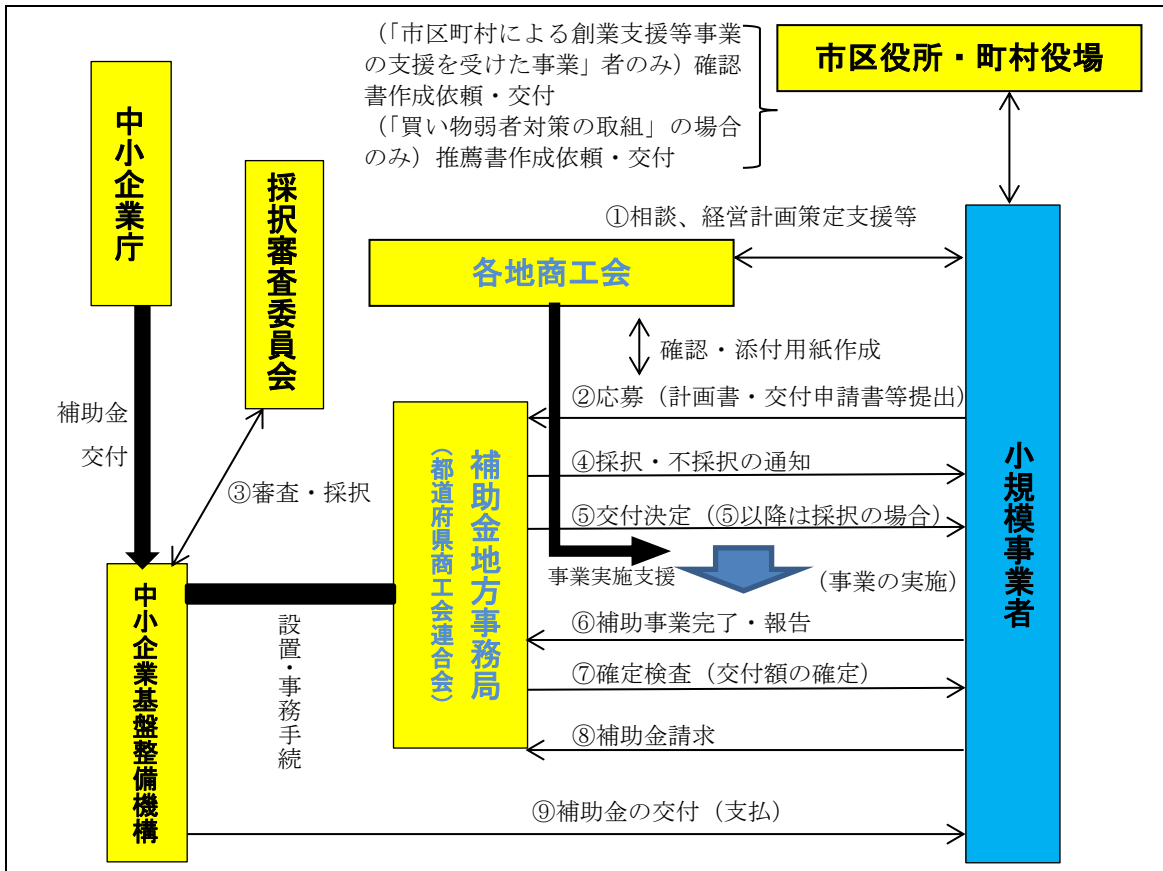 （「市区町村による創業支援等事業
の支援を受けた事業」者のみ）確認
書作成依頼・交付
（「買い物弱者対策の取組」の場合
のみ）推薦書作成依頼・交付
市区役所・町村役場
中小企業庁
採択審査委員会
①相談、経営計画策定支援等
各地商工会
確認・添付用紙作成
補助金
交付
②応募（計画書・交付申請書等提出）
③審査・採択
補助金地方事務局
（都道府県商工会連合会）
④採択・不採択の通知
⑤交付決定（⑤以降は採択の場合）
小規模事業者
事業実施支援
（事業の実施）
中小企業基盤整備機構
設置・事務手続
⑥補助事業完了・報告
⑦確定検査（交付額の確定）
⑧補助金請求
⑨補助金の交付（支払）